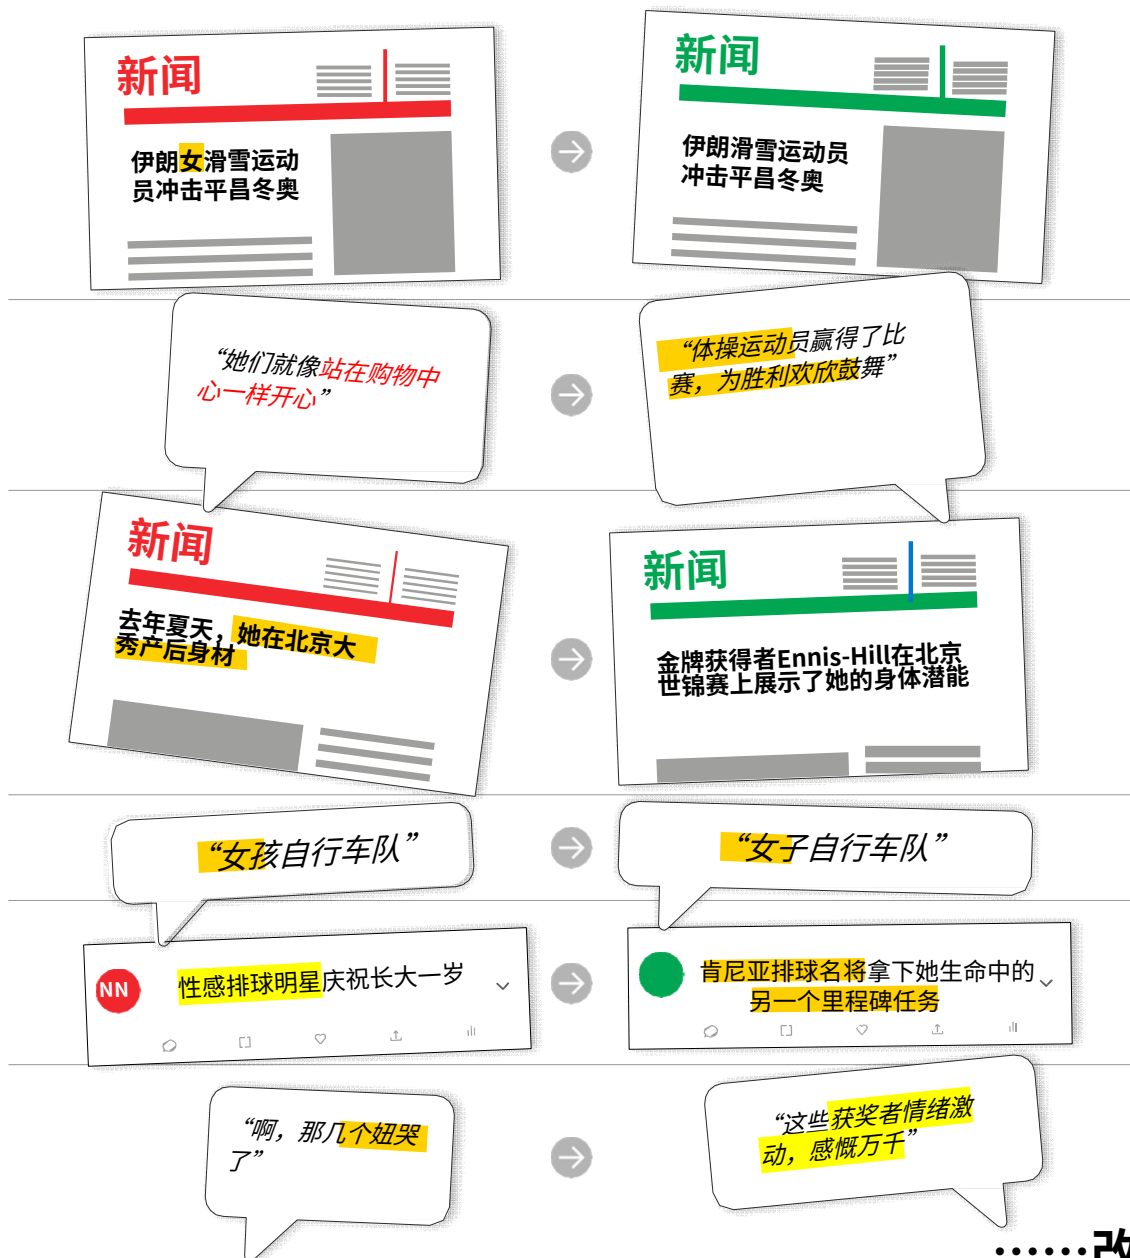 新闻
伊朗女滑雪运动
员冲击平昌冬奥
新闻
伊朗滑雪运动员
冲击平昌冬奥
“她们就像站在购物中
心一样开心”
“体操运动员赢得了比
赛，为胜利欢欣鼓舞”
新闻
去年夏天，她在北京大
秀产后身材
新闻
金牌获得者Ennis-Hill在北京
世锦赛上展示了她的身体潜能
“女孩自行车队”
“女子自行车队”
NN
性感排球明星庆祝长大一岁
肯尼亚排球名将拿下她生命中的
另一个里程碑任务
“啊，那几个妞哭
了”
“这些获奖者情绪激
动，感慨万千”
……改